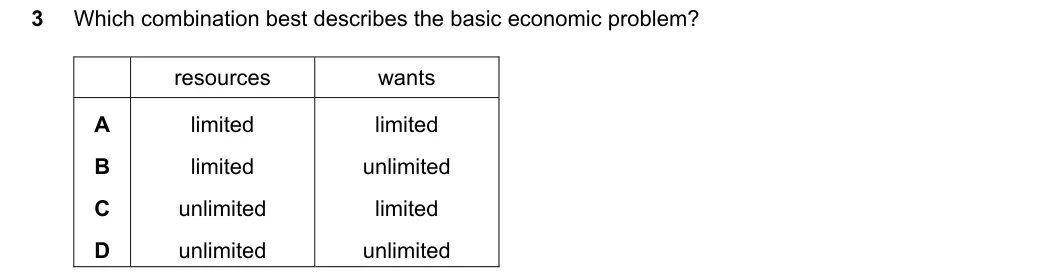 3 Which combination best describes the basic economic problem?
resources wants
A limited limited
B limited unlimited
C unlimited limited
D unlimited unlimited